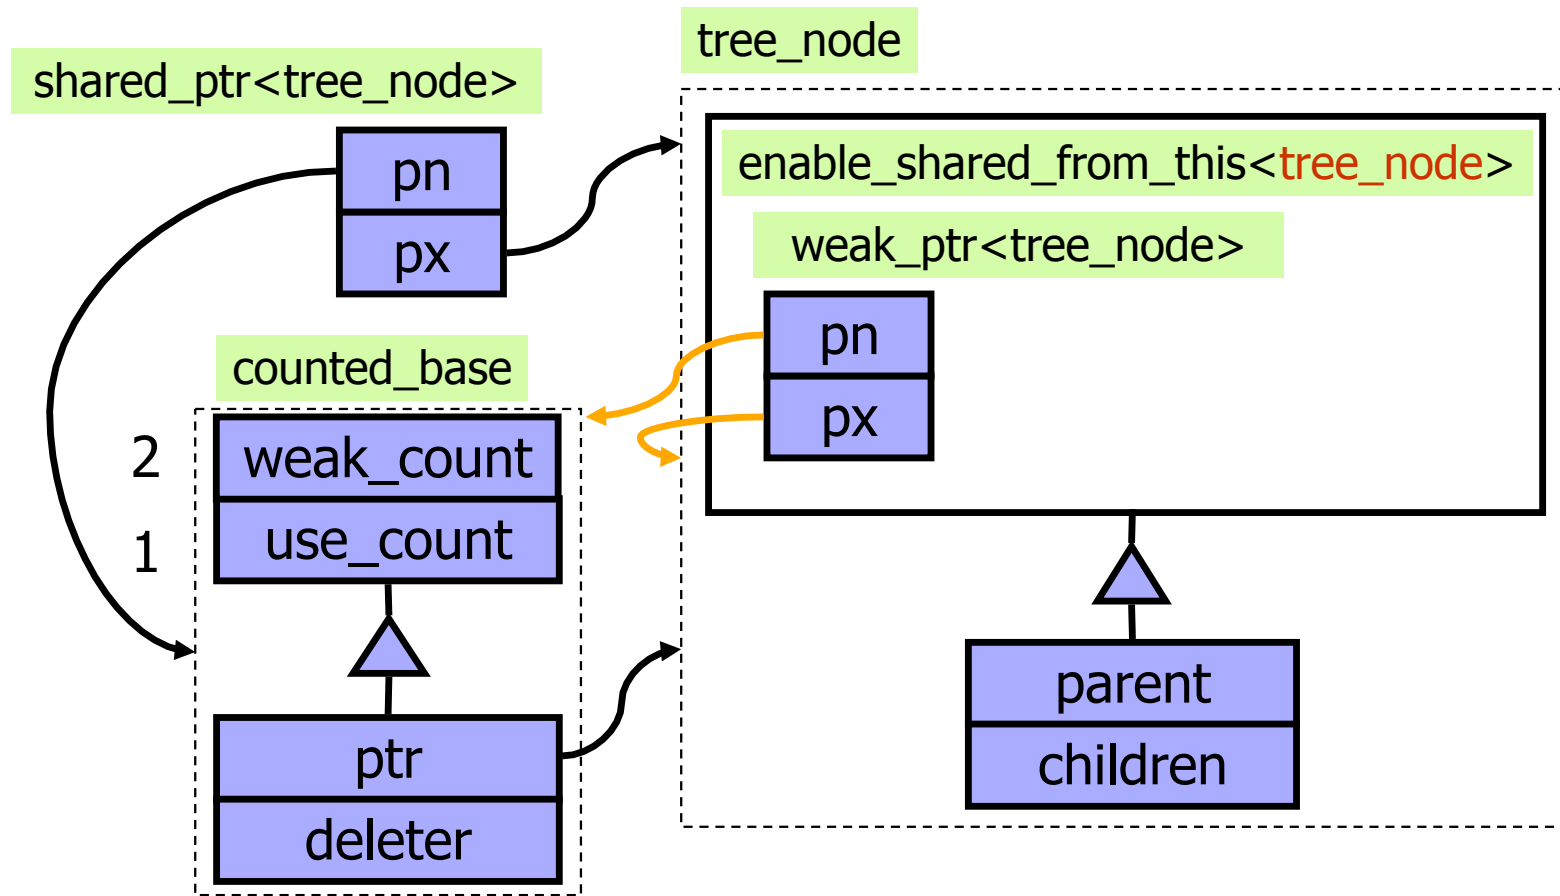 tree_node
shared_ptr<tree_node>
pn
px
enable_shared_from_this<tree_node>
weak_ptr<tree_node>
pn
px
counted_base
2
weak_count
1
use_count
ptr
deleter
parent
children